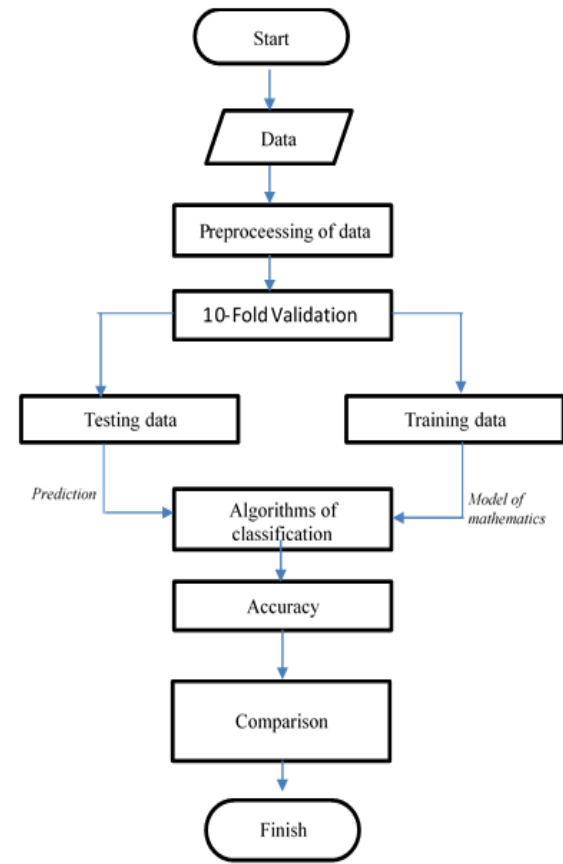 Start
Data
Preproceessing of data
10-Fold Validation
Testing data
Training data
Prediction
Model of
mathematics
Algorithms of
classification
Accuracy
Comparison
Finish